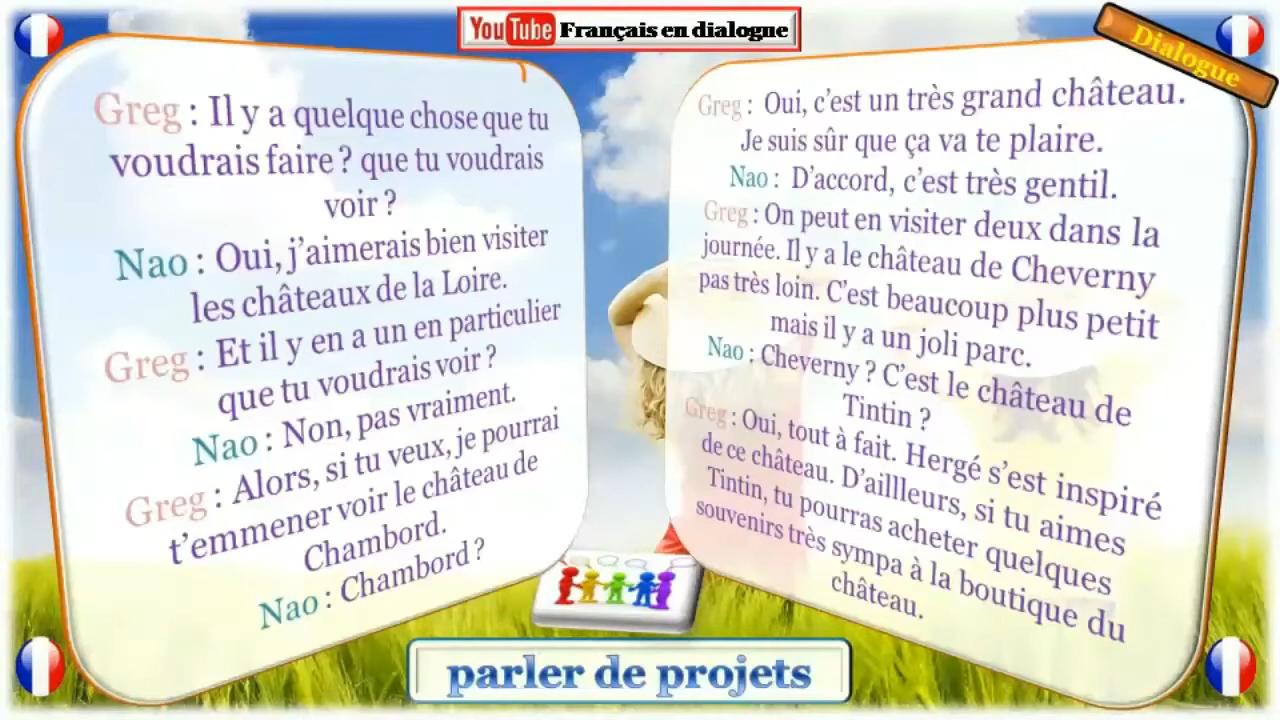 YouTube Français en dialogue
Dialogue
Greg : Il y a quelque chose que tu
voudrais faire ? que tu voudrais
voir ?
Nao : Oui, j'aimerais bien visiter
les châteaux de la Loire.
Greg : Et il y en a un en particulier
que tu voudrais voir ?
Nao : Non, pas vraiment.
Greg : Alors, si tu veux, je pourrai
t'emmener voir le château de
Chambord.
Nao : Chambord ?
Greg : Oui, c'est un très grand château.
Je suis sûr que ça va te plaire.
Nao : D'accord, c'est très gentil.
Greg : On peut en visiter deux dans la
journée. Il y a le château de Cheverny
pas très loin. C'est beaucoup plus petit
mais il y a un joli parc.
Nao : Cheverny ? C'est le château de
Tintin ?
Greg : Oui, tout à fait. Hergé s'est inspiré
de ce château. D'aillleurs, si tu aimes
Tintin, tu pourras acheter quelques
souvenirs très sympa à la boutique du
château.
parler de projets